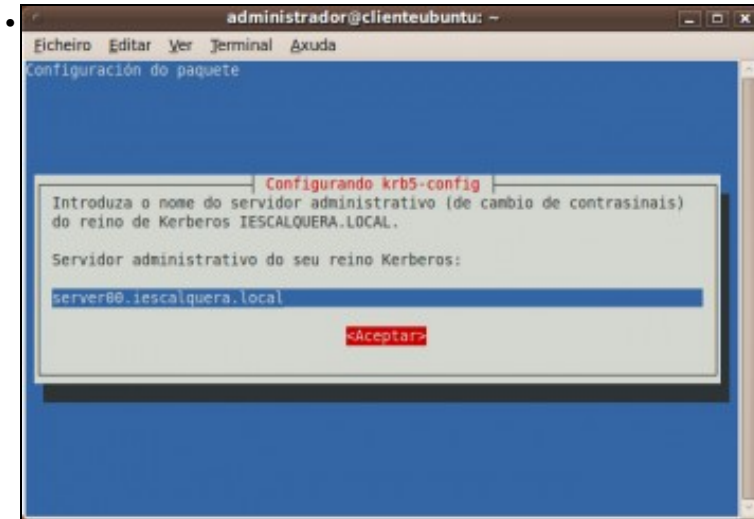 administrador@clienteubuntu: ~
Ficheiro Editar Ver Terminal Axuda
Configuración do paquete
Configurando krb5-config
Introduza o nome do servidor administrativo (de cambio de contrasinais)
do reino de Kerberos IESCALQUERA.LOCAL.
Servidor administrativo do seu reino Kerberos:
server00.iescalquera.local
<Aceptar>